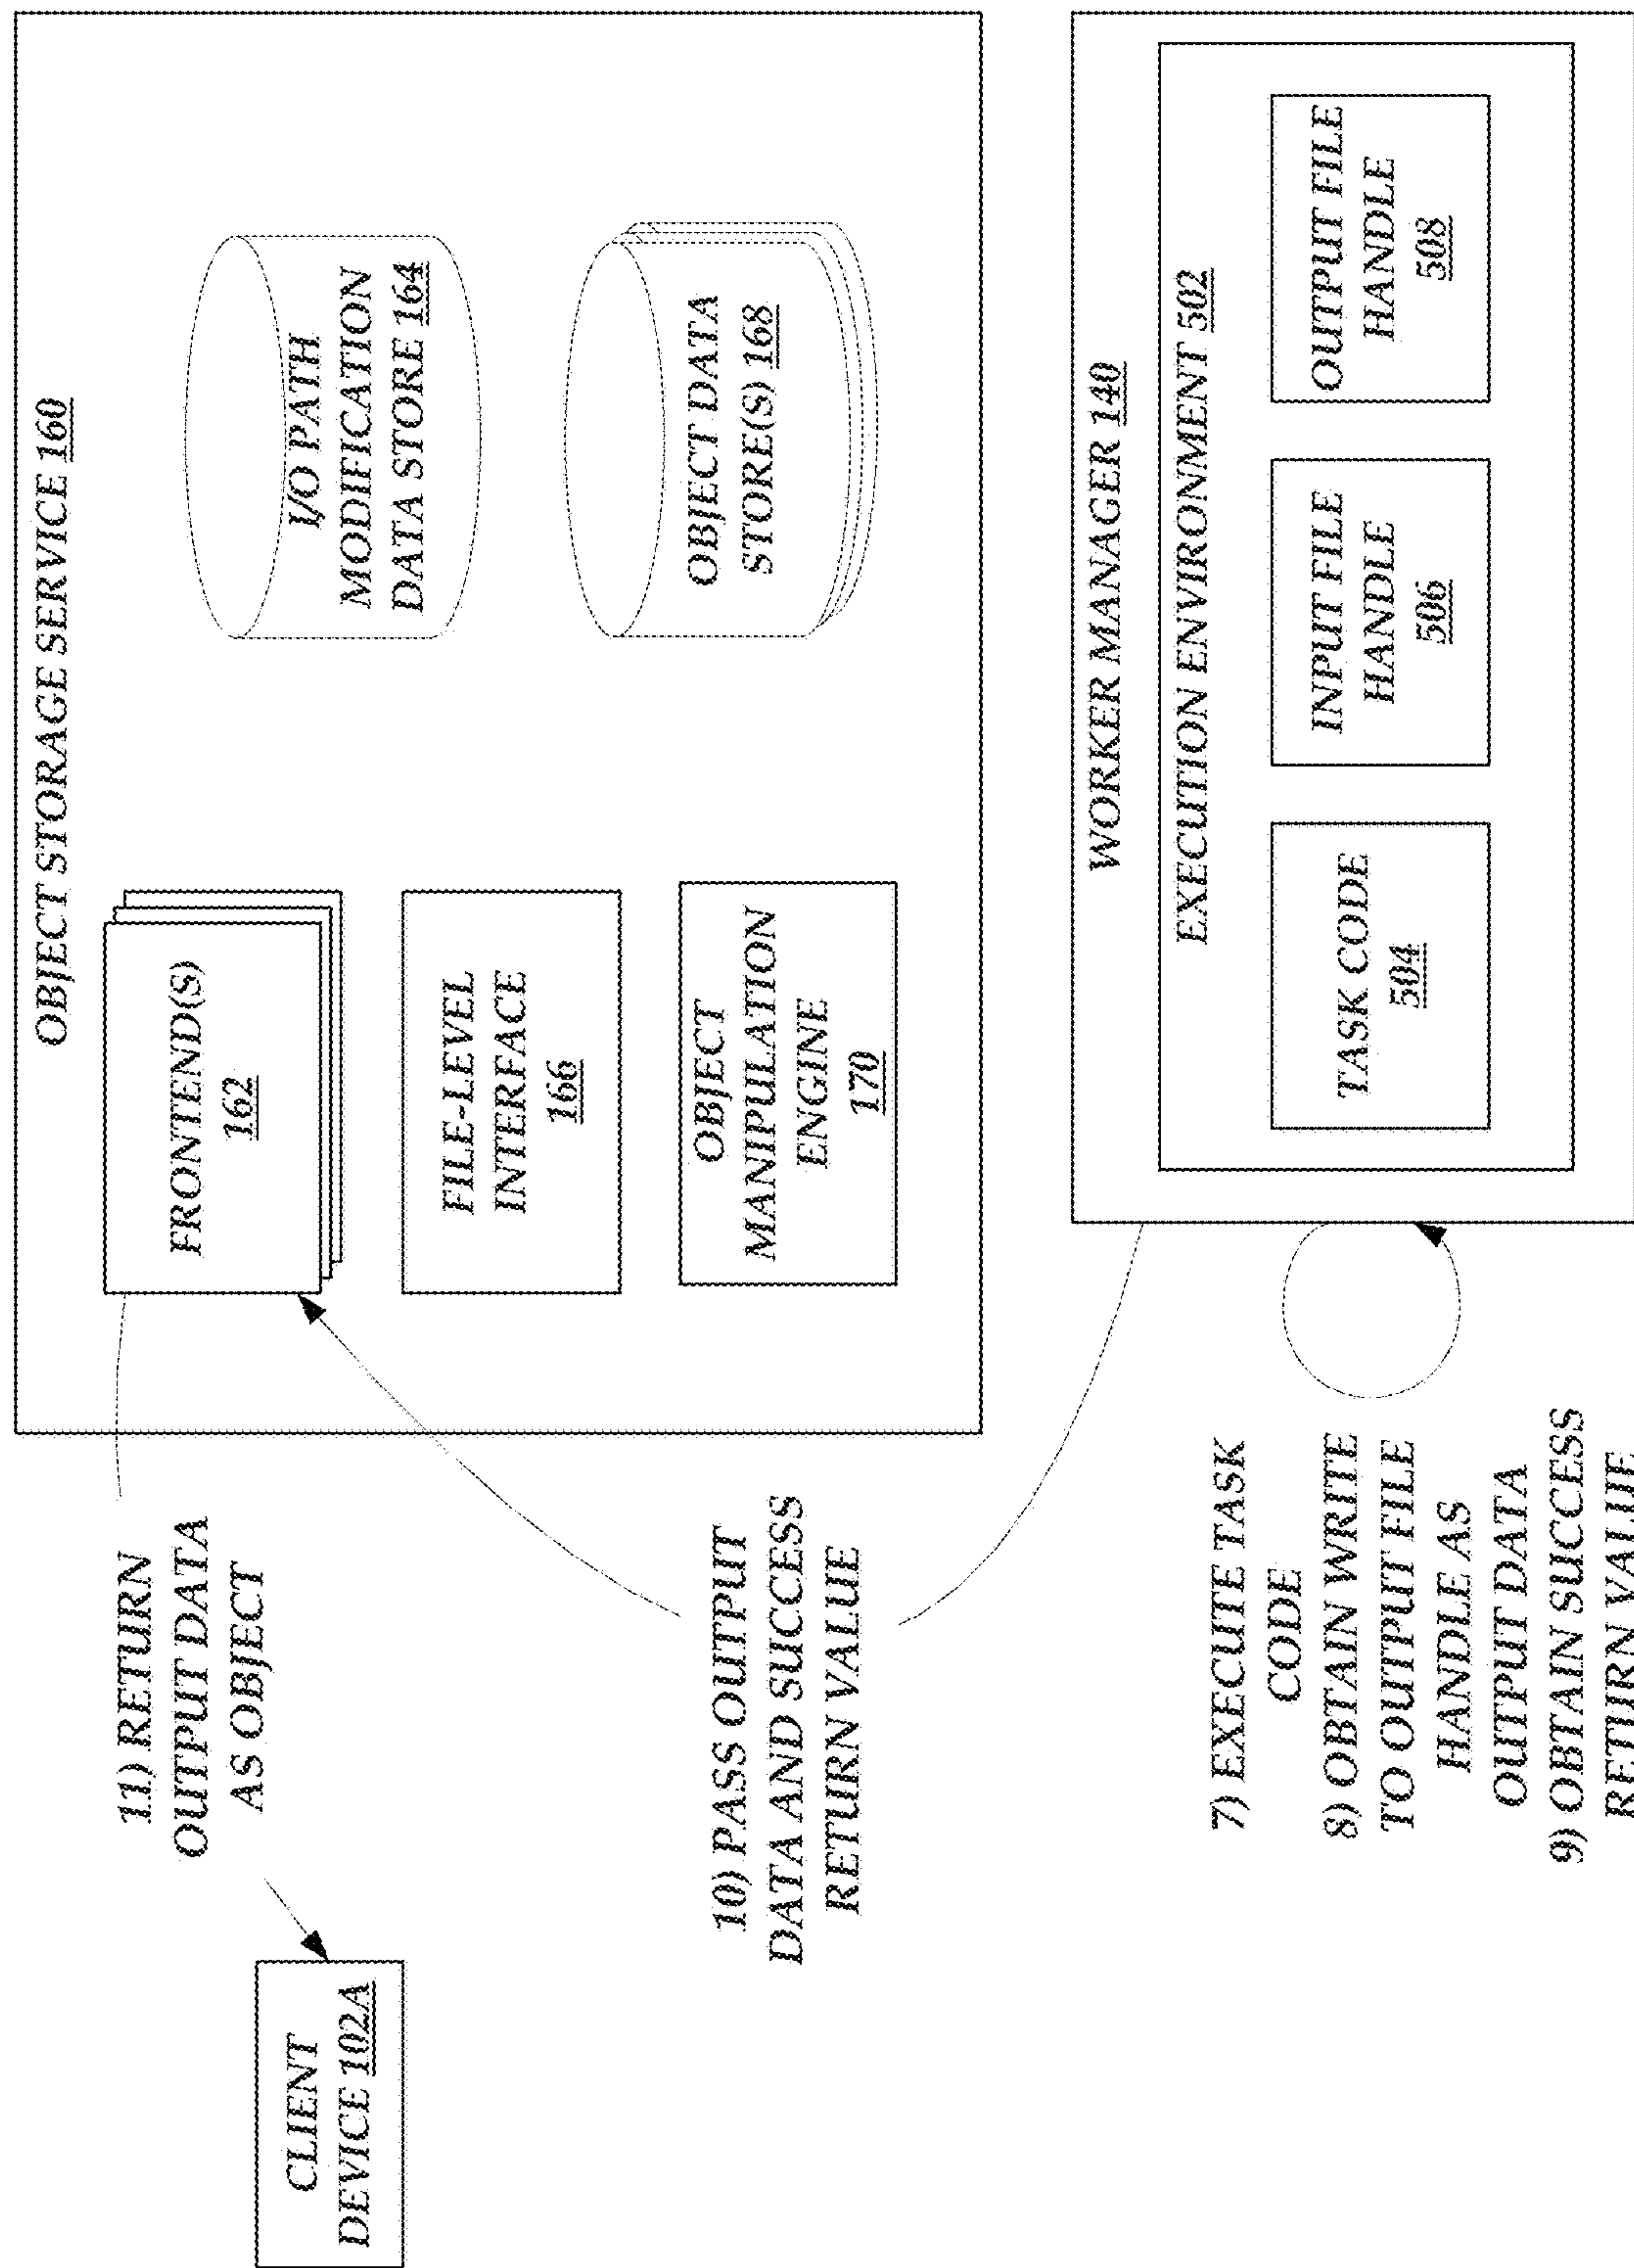 OBJECT STORAGE SERVICE 160
FRONTEND(S)
162
FILE-LEVEL
INTERFACE
166
OBJECT
MANIPULATION
ENGINE
170
I/O PATH
MODIFICATION
DATA STORE 164
OBJECT DATA
STORE(S) 168
11) RETURN
OUTPUT DATA
AS OBJECT
CLIENT
DEVICE 102A
10) PASS OUTPUT
DATA AND SUCCESS
RETURN VALUE
WORKER MANAGER 140
EXECUTION ENVIRONMENT 502
TASK CODE
504
INPUT FILE
HANDLE
506
OUTPUT FILE
HANDLE
508
7) EXECUTE TASK
CODE
8) OBTAIN WRITE
TO OUTPUT FILE
HANDLE AS
OUTPUT DATA
9) OBTAIN SUCCESS
RETURN VALUE